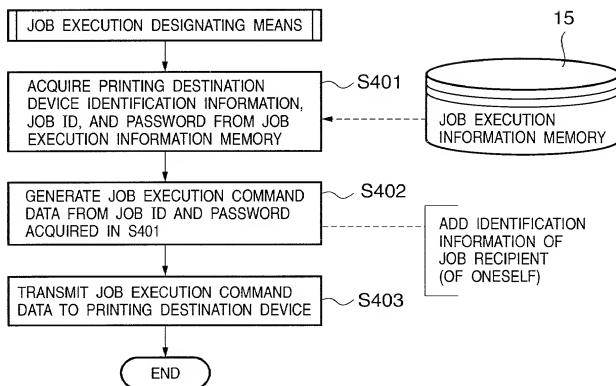 JOB EXECUTION DESIGNATING MEANS
15
S401
ACQUIRE PRINTING DESTINATION
DEVICE IDENTIFICATION INFORMATION,
JOB ID, AND PASSWORD FROM JOB
EXECUTION INFORMATION MEMORY
JOB EXECUTION
INFORMATION MEMORY
S402
GENERATE JOB EXECUTION COMMAND
DATA FROM JOB ID AND PASSWORD
ACQUIRED IN S401
ADD IDENTIFICATION
INFORMATION OF
JOB RECIPIENT
(OF ONESELF)
TRANSMIT JOB EXECUTION COMMAND
DATA TO PRINTING DESTINATION DEVICE
S403
END